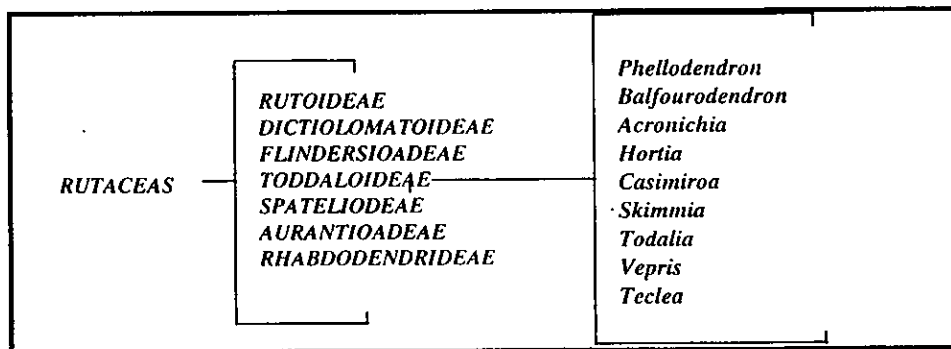 RUTACEAS
RUTOIDEAE
DICTIOLOMATOIDEAE
FLINDERSIOADEAE
TODDALOIDEAE
SPATELIODEAE
AURANTIOADEAE
RHABDODENDRIDEAE
Phellodendron
Balfourodendron
Acronichia
Hortia
Casimiroa
Skimmia
Todalia
Vepris
Teclea